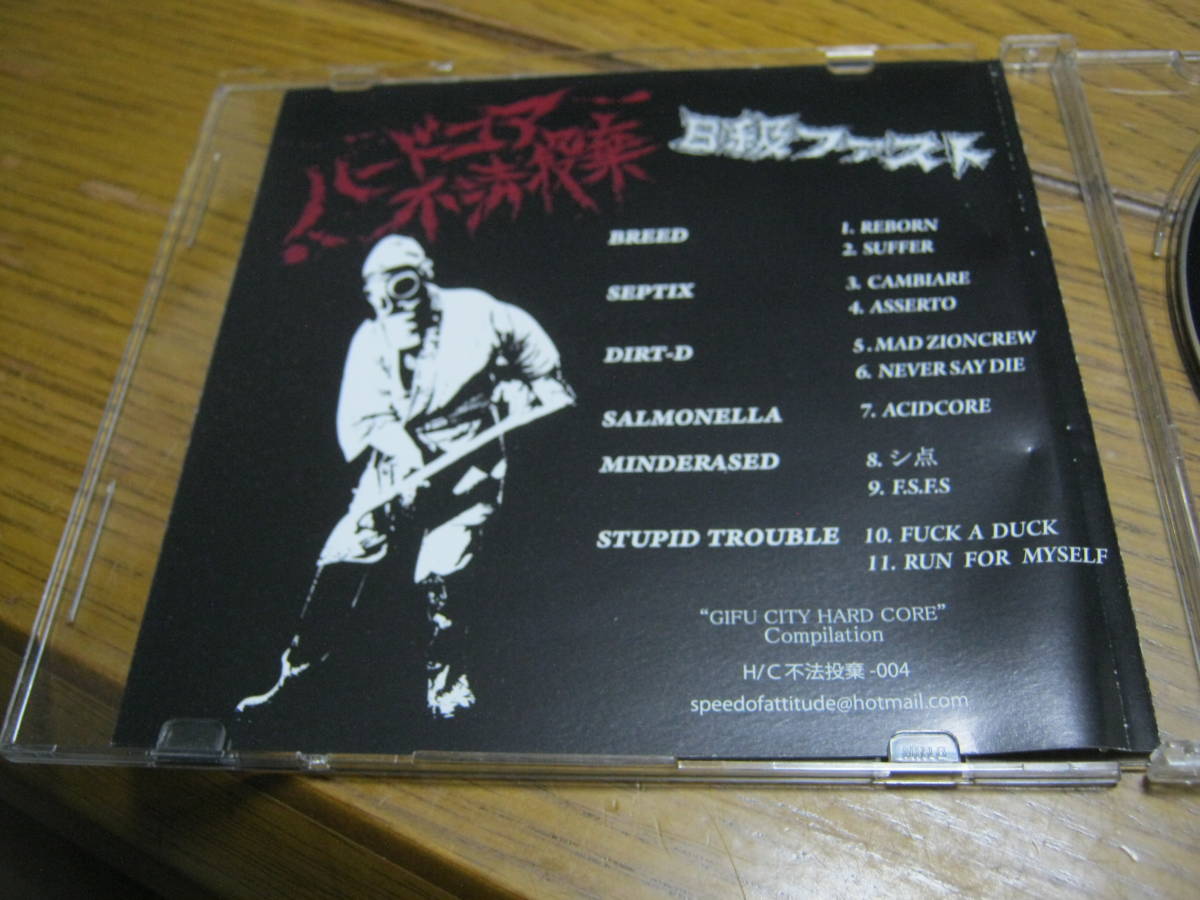 ハードコア
不法投棄
日報ファスト
BREED
1. REBORN
2. SUFFER
SEPTIX
3. CAMBIARE
4. ASSERTO
DIRT-D
5. MAD ZIONCREW
6. NEVER SAY DIE
SALMONELLA
7. ACIDCORE
MINDERASED
8. シ点
9. F.S.F.S
STUPID TROUBLE
10. FUCK A DUCK
11. RUN FOR MYSELF
“GIFU CITY HARD CORE”
Compilation
H/C 不法投棄 -004
speedofattitude@hotmail.com